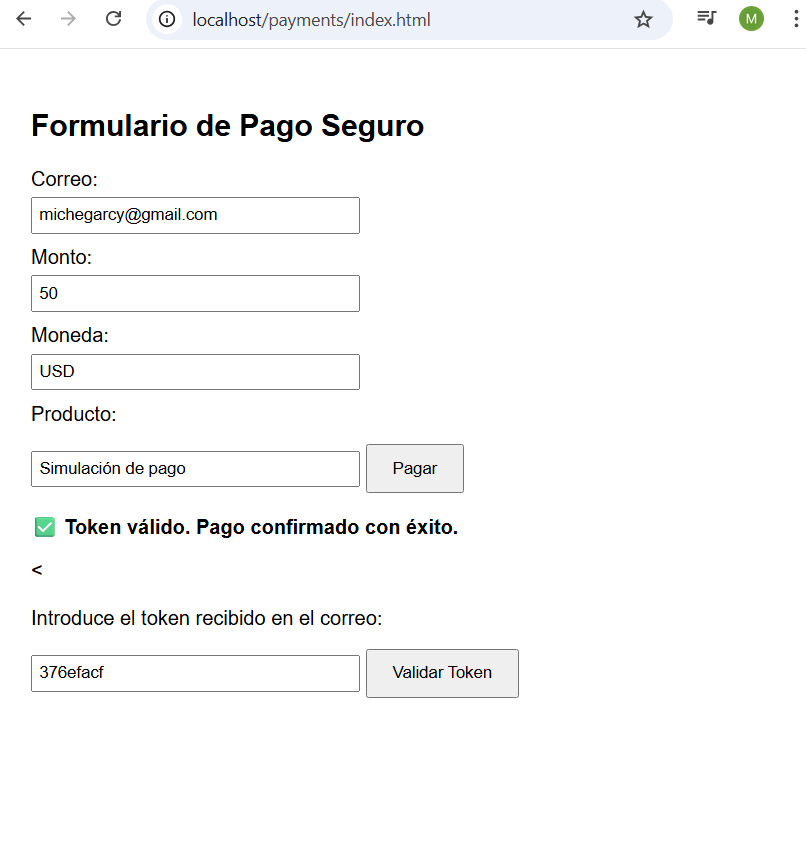 localhost/payments/index.html
M
Formulario de Pago Seguro
Correo:
michegarcy@gmail.com
Monto:
50
Moneda:
USD
Producto:
Simulación de pago Pagar
✅ Token válido. Pago confirmado con éxito.
<
Introduce el token recibido en el correo:
376efacf Validar Token